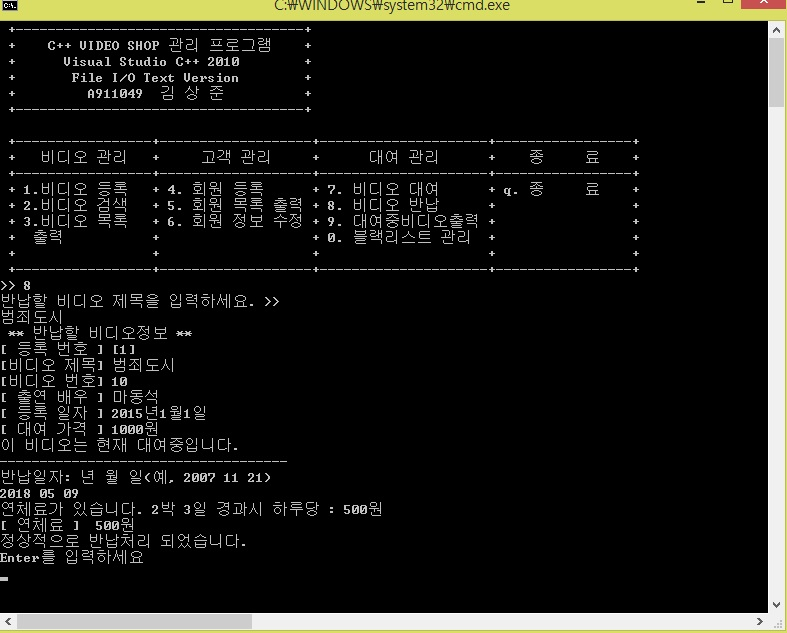 C:₩WINDOWS₩system32₩cmd.exe
+------------------------------------+
+ C++ VIDEO SHOP 관리 프로그램 +
+ Visual Studio C++ 2010 +
+ File I/O Text Version +
+ A911049 김 상 준 +
+------------------------------------+
+-----------------+-------------------+---------------------+-----------------+
+ 비디오 관리 + 고객 관리 + 대여 관리 + 종 료 +
+-----------------+-------------------+---------------------+-----------------+
+ 1.비디오 등록 + 4. 회원 등록 + 7. 비디오 대여 + q. 종 료 +
+ 2.비디오 검색 + 5. 회원 목록 출력 + 8. 비디오 반납 + +
+ 3.비디오 목록 + 6. 회원 정보 수정 + 9. 대여중비디오출력 + +
+ 출력 + + 0. 블랙리스트 관리 + +
+ + + + +
+-----------------+-------------------+---------------------+-----------------+
>> 8
반납할 비디오 제목을 입력하세요. >>
범죄도시
** 반납할 비디오정보 **
[ 등록 번호 ] [1]
[비디오 제목] 범죄도시
[비디오 번호] 10
[ 출연 배우 ] 마동석
[ 등록 일자 ] 2015년1월1일
[ 대여 가격 ] 1000원
이 비디오는 현재 대여중입니다.
------------------------------------
반납일자: 년 월 일(예, 2007 11 21)
2018 05 09
연체료가 있습니다. 2박 3일 경과시 하루당 : 500원
[ 연체료 ] 500원
정상적으로 반납처리 되었습니다.
Enter를 입력하세요